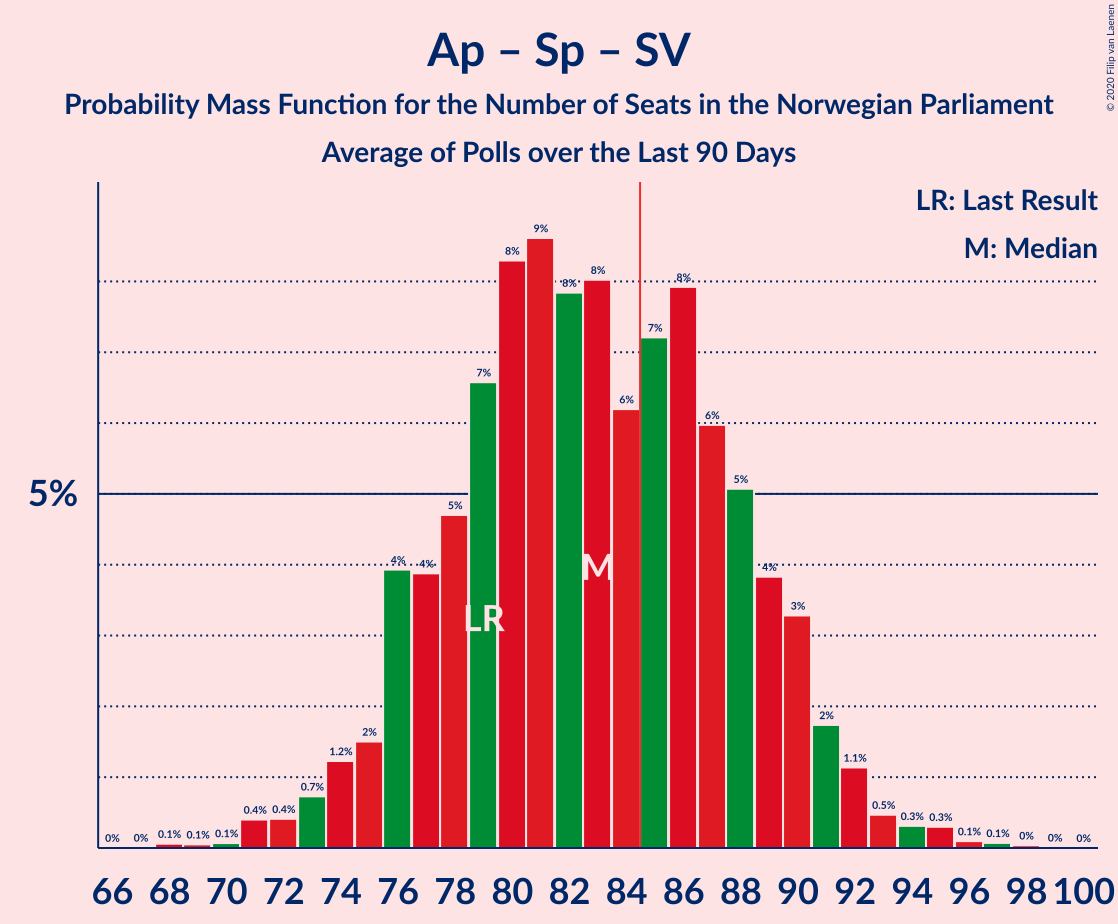 Ap – Sp – SV
Probability Mass Function for the Number of Seats in the Norwegian Parliament
Average of Polls over the Last 90 Days
© 2020 Filip van Laenen
LR: Last Result
M: Median
5%
0% 0% 0.1% 0.1% 0.1% 0.4% 0.4% 0.7% 1.2% 2% 4% 4% 5% 7% 8% 9% 8% 8% 6% 7% 8% 6% 5% 4% 3% 2% 1.1% 0.5% 0.3% 0.3% 0.1% 0.1% 0% 0% 0%
M
LR
66 68 70 72 74 76 78 80 82 84 86 88 90 92 94 96 98 100